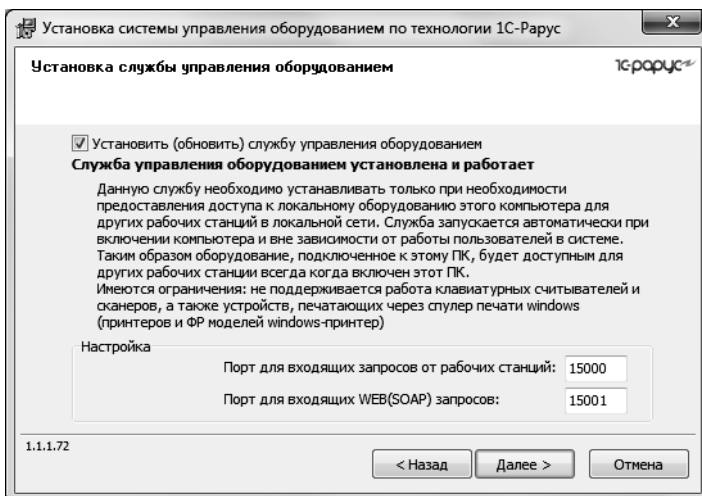 Установка системы управления оборудованием по технологии 1С-Рарус
Установка службы управления оборудованием
1С-рарус
Установить (обновить) службу управления оборудованием
Служба управления оборудованием установлена и работает
Данную службу необходимо устанавливать только при необходимости
предоставления доступа к локальному оборудованию этого компьютера для
других рабочих станций в локальной сети. Служба запускается автоматически при
включении компьютера и вне зависимости от работы пользователей в системе.
Таким образом оборудование, подключенное к этому ПК, будет доступным для
других рабочих станции всегда когда включен этот ПК.
Имеются ограничения: не поддерживается работа клавиатурных считывателей и
сканеров, а также устройств, печатающих через спулер печати windows
(принтеров и ФР моделей windows-принтер)
Настройка
Порт для входящих запросов от рабочих станций: 15000
Порт для входящих WEB(SOAP) запросов: 15001
1.1.1.72
< Назад Далее > Отмена